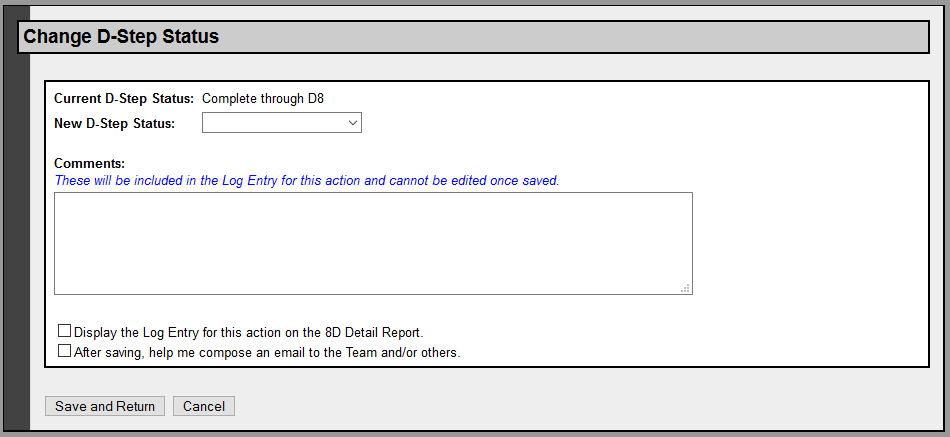 Change D-Step Status
Current D-Step Status: Complete through D8
New D-Step Status:
Comments:
These will be included in the Log Entry for this action and cannot be edited once saved.
Display the Log Entry for this action on the 8D Detail Report.
After saving, help me compose an email to the Team and/or others.
Save and Return Cancel